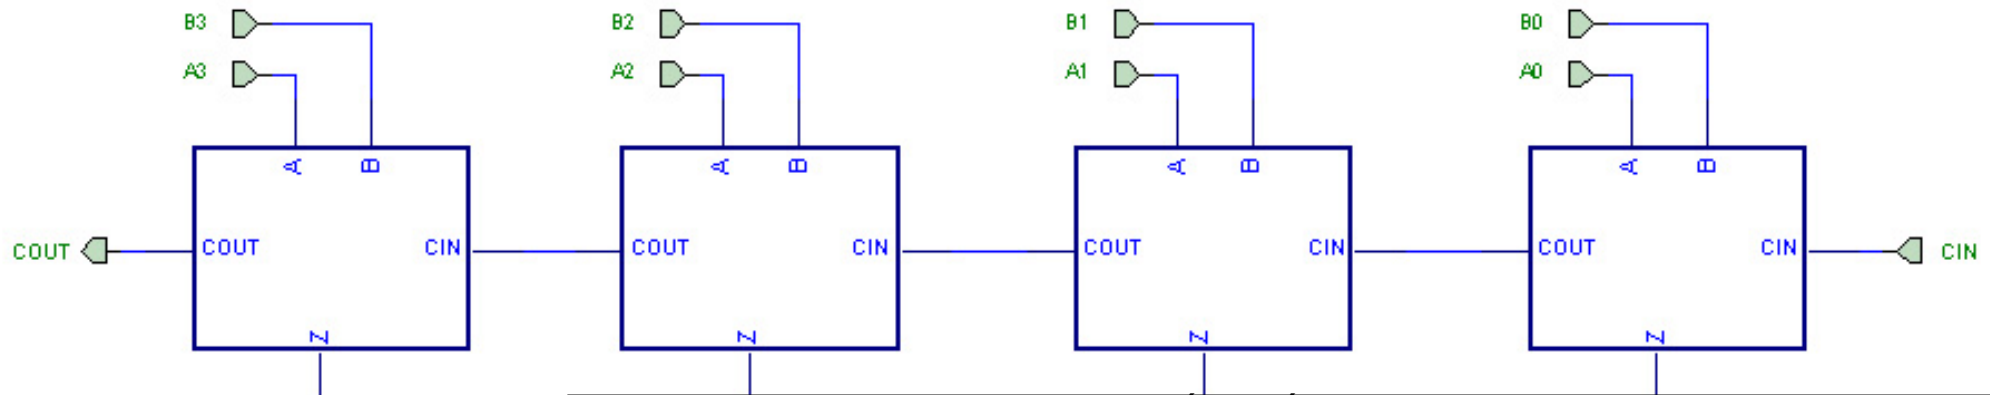 B3 B2 B1 B0
A3 A2 A1 A0
A B A B A B A B
COUT COUT CIN COUT CIN COUT CIN COUT CIN CIN
Z Z Z Z